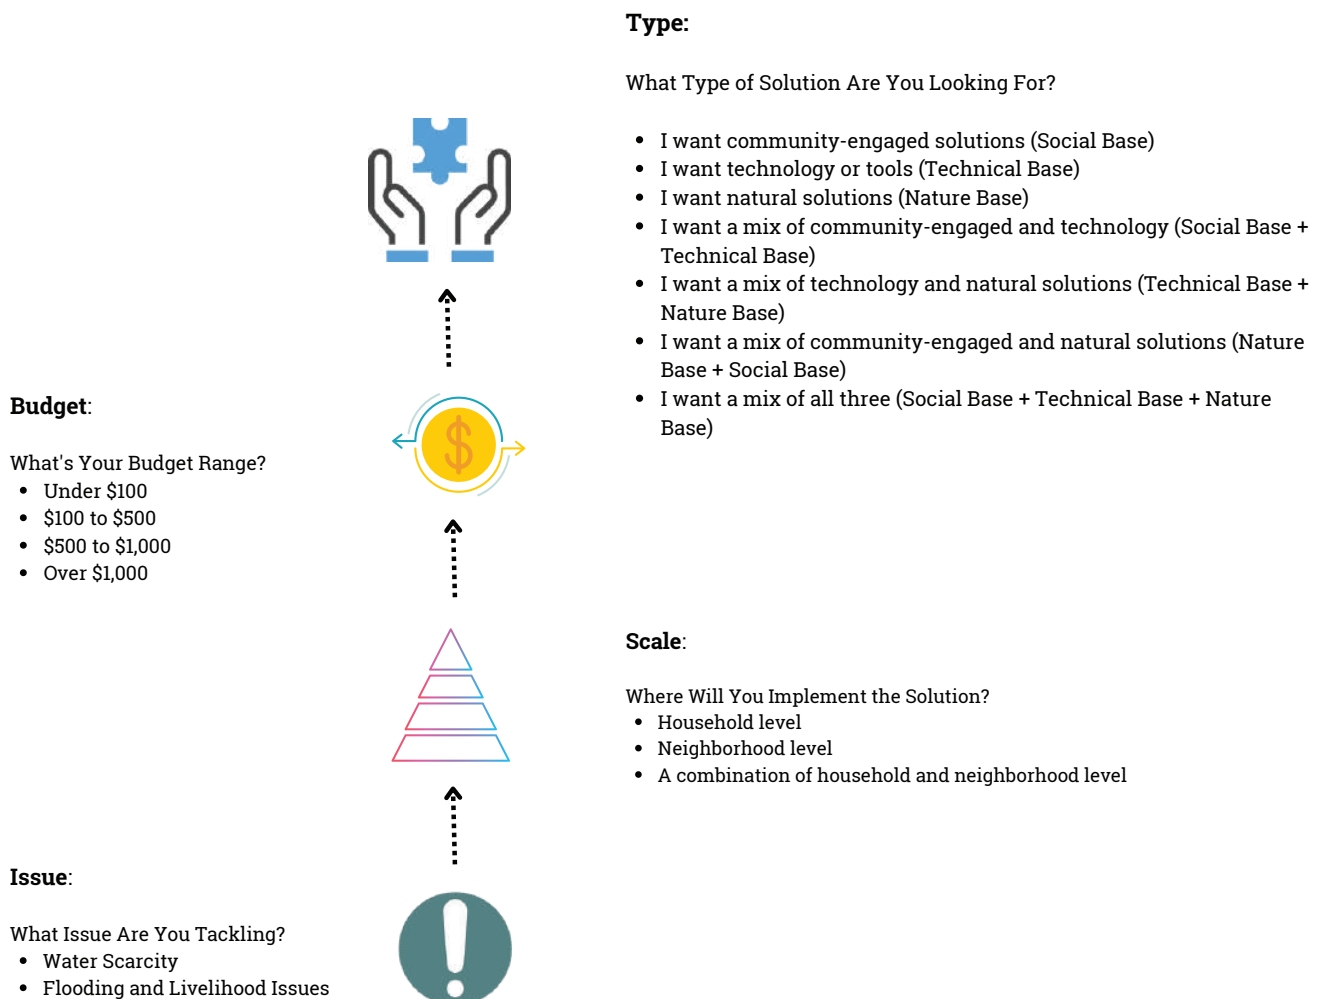 Type:
What Type of Solution Are You Looking For?
• I want community-engaged solutions (Social Base)
• I want technology or tools (Technical Base)
• I want natural solutions (Nature Base)
• I want a mix of community-engaged and technology (Social Base +
Technical Base)
• I want a mix of technology and natural solutions (Technical Base +
Nature Base)
• I want a mix of community-engaged and natural solutions (Nature
Base + Social Base)
• I want a mix of all three (Social Base + Technical Base + Nature
Base)
Budget:
What's Your Budget Range?
• Under $100
• $100 to $500
• $500 to $1,000
• Over $1,000
$
Scale:
Where Will You Implement the Solution?
• Household level
• Neighborhood level
• A combination of household and neighborhood level
Issue:
What Issue Are You Tackling?
• Water Scarcity
• Flooding and Livelihood Issues
!